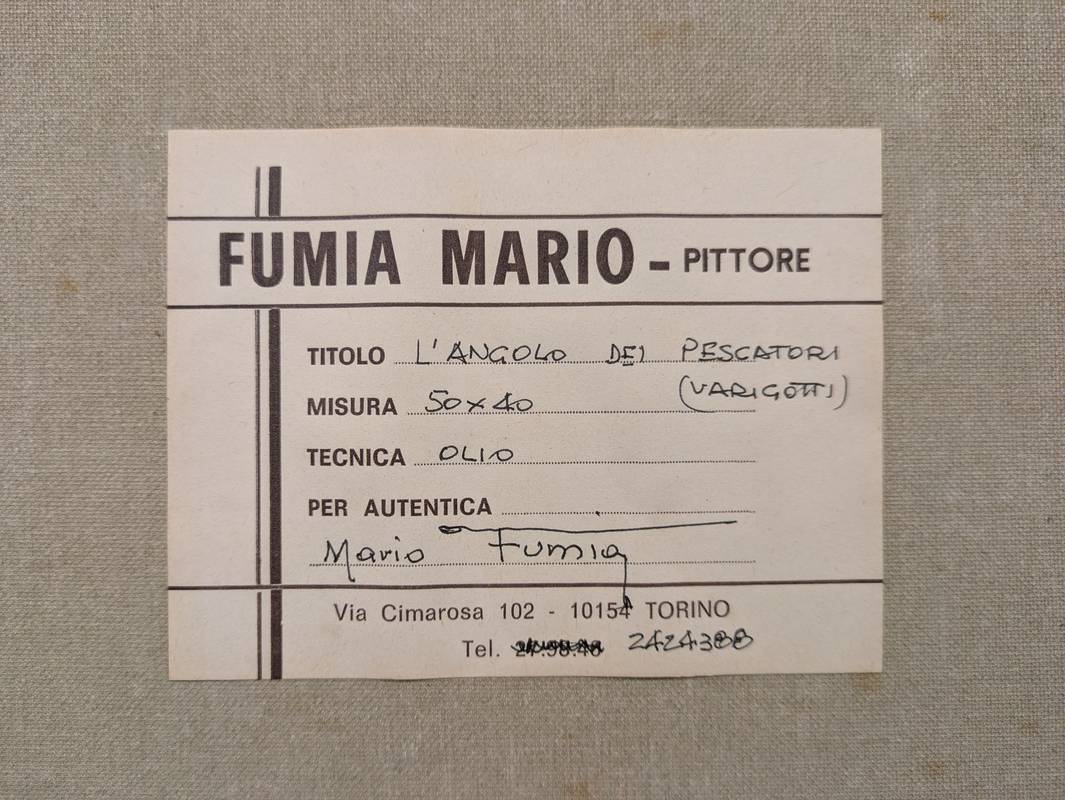 FUMIA MARIO - PITTORE
TITOLO L'ANGOLO DEI PESCATORI
(VARIGOTTI)
MISURA 50x40
TECNICA OLIO
PER AUTENTICA
Mario Fumia
Via Cimarosa 102 - 10154 TORINO
Tel. 2424388